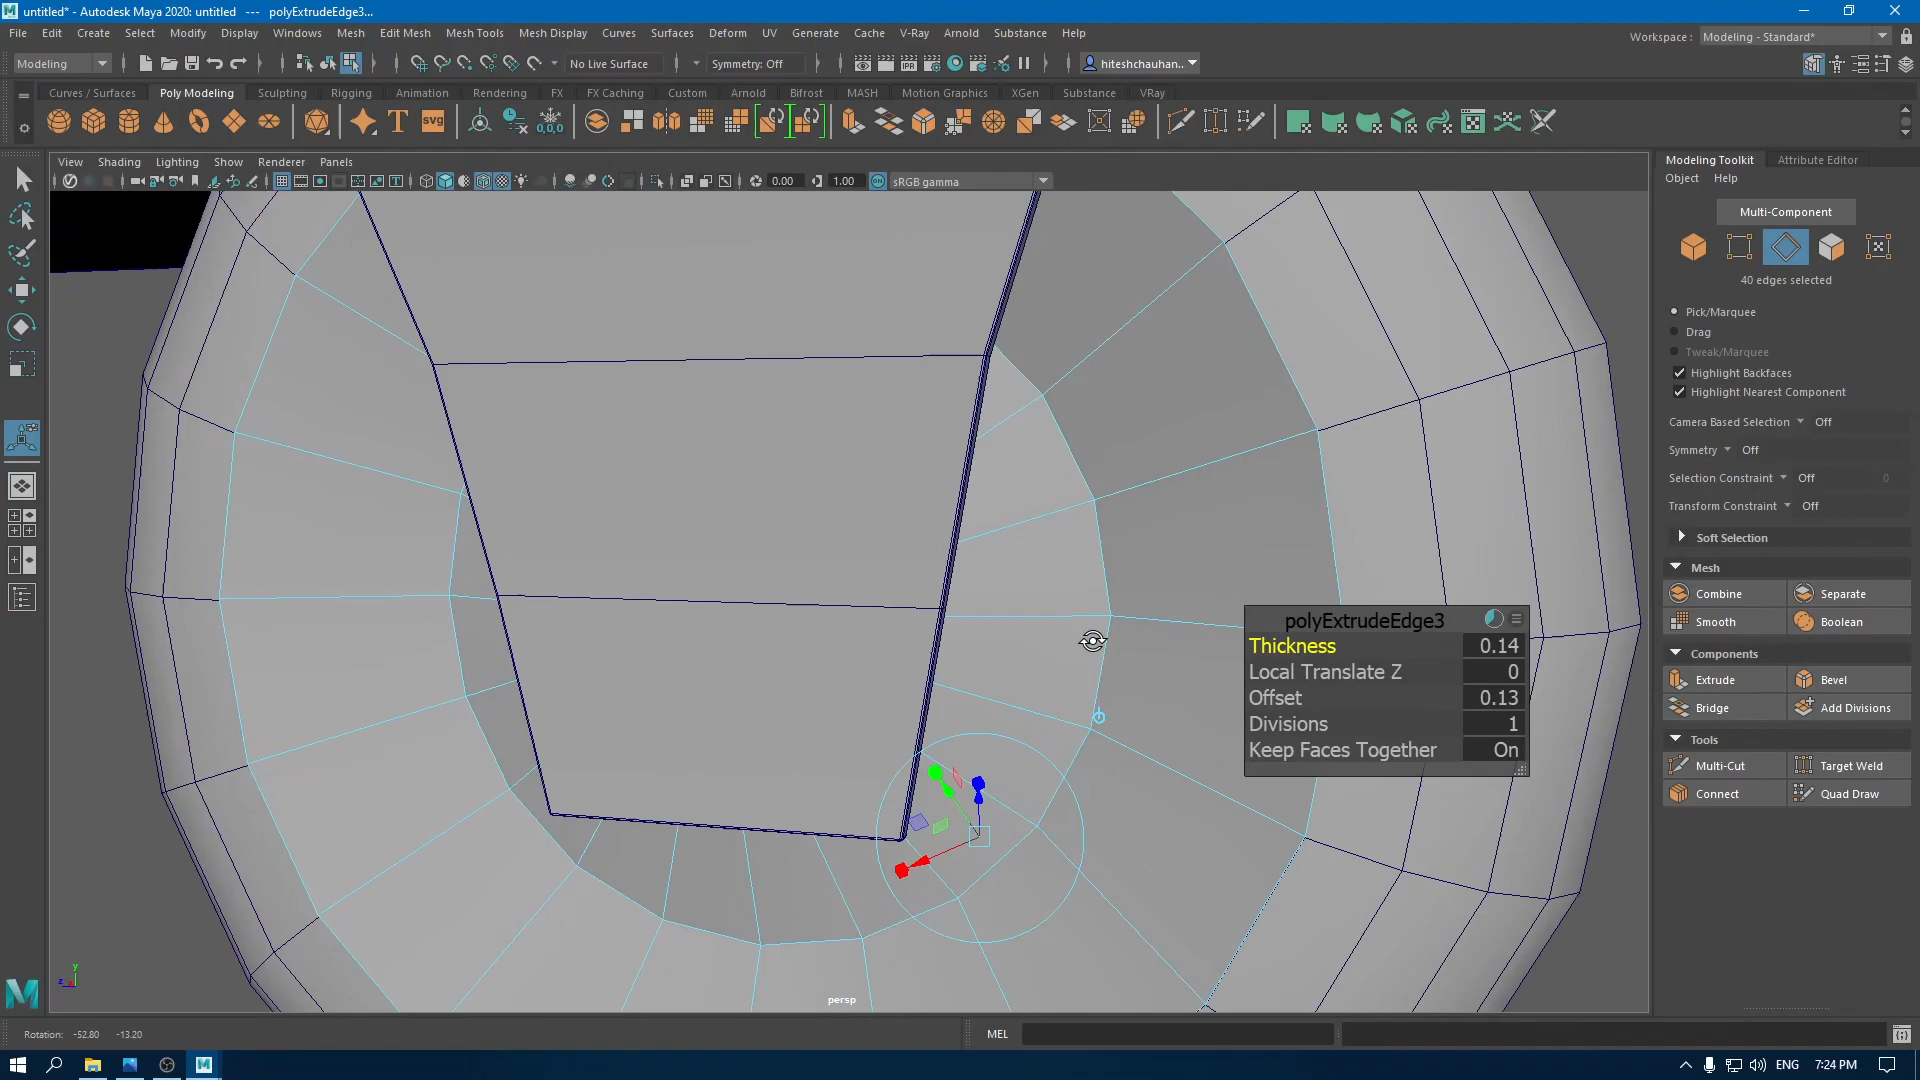 untitled* - Autodesk Maya 2020: untitled --- polyExtrudeEdge3...
File Edit Create Select Modify Display Windows Mesh Edit Mesh Mesh Tools Mesh Display Curves Surfaces Deform UV Generate Cache V-Ray Arnold Substance Help
Workspace : Modeling - Standard*
Modeling No Live Surface Symmetry: Off IPR hiteshchauhan...
Curves / Surfaces Poly Modeling Sculpting Rigging Animation Rendering FX FX Caching Custom Arnold Bifrost MASH Motion Graphics XGen Substance VRay
T svg 0,0,0
View Shading Lighting Show Renderer Panels
0.00 1.00 ON sRGB gamma
Modeling Toolkit Attribute Editor
Object Help
Multi-Component
40 edges selected
Pick/Marquee
Drag
Tweak/Marquee
Highlight Backfaces
Highlight Nearest Component
Camera Based Selection Off
Symmetry Off
Selection Constraint Off 0
Transform Constraint Off
Soft Selection
Mesh
Combine Separate
Smooth Boolean
Components
Extrude Bevel
Bridge Add Divisions
Tools
Multi-Cut Target Weld
Connect Quad Draw
polyExtrudeEdge3
Thickness 0.14
Local Translate Z 0
Offset 0.13
Divisions 1
Keep Faces Together On
y
z
persp
Rotation: -52.80 -13.20
MEL
ENG 7:24 PM